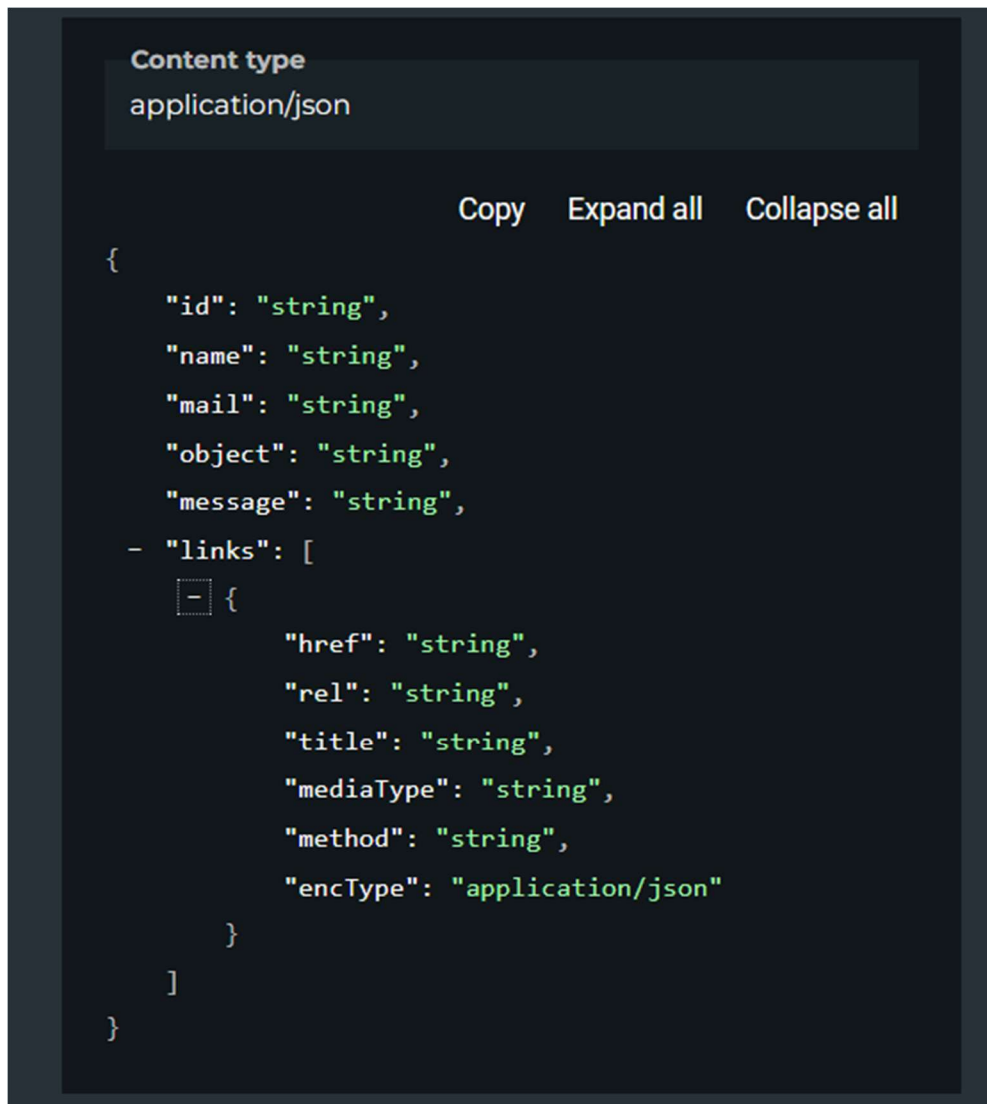 Content type
application/json
Copy Expand all Collapse all
{
"id": "string",
"name": "string",
"mail": "string",
"object": "string",
"message": "string",
- "links": [
- {
"href": "string",
"rel": "string",
"title": "string",
"mediaType": "string",
"method": "string",
"encType": "application/json"
}
]
}